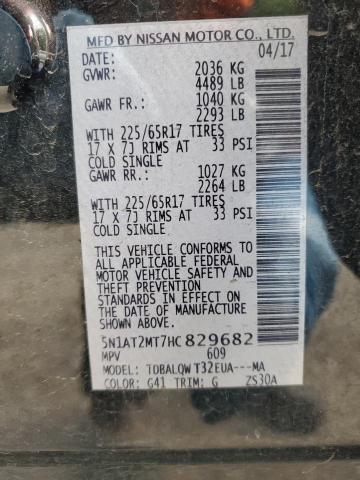 MFD BY NISSAN MOTOR CO., LTD.
DATE: 04/17
GVWR: 2036 KG
4489 LB
GAWR FR.: 1040 KG
2293 LB
WITH 225/65R17 TIRES
17 X 7J RIMS AT 33 PSI
COLD SINGLE
GAWR RR.: 1027 KG
2264 LB
WITH 225/65R17 TIRES
17 X 7J RIMS AT 33 PSI
COLD SINGLE
THIS VEHICLE CONFORMS TO
ALL APPLICABLE FEDERAL
MOTOR VEHICLE SAFETY AND
THEFT PREVENTION
STANDARDS IN EFFECT ON
THE DATE OF MANUFACTURE
SHOWN ABOVE.
5N1AT2MT7HC829682
MPV 609
MODEL: TOBALQW T32EUA---MA
COLOR: G41 TRIM: G ZS30A